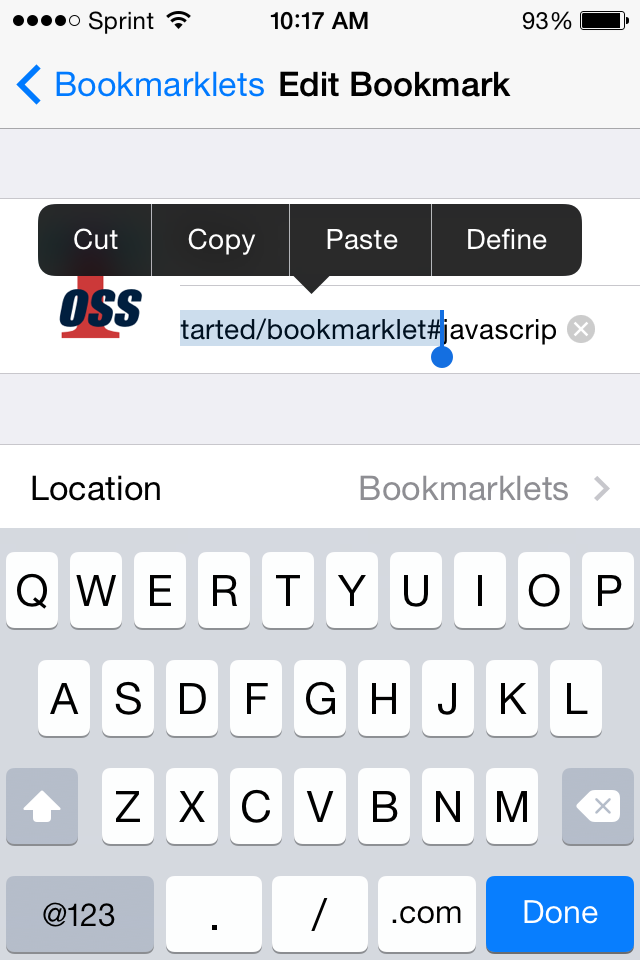 Sprint 10:17 AM 93%
Bookmarklets Edit Bookmark
Cut Copy Paste Define
1
OSS
tarted/bookmarklet#javascrip
Location Bookmarklets
Q W E R T Y U I O P
A S D F G H J K L
Z X C V B N M
@123 . / .com Done